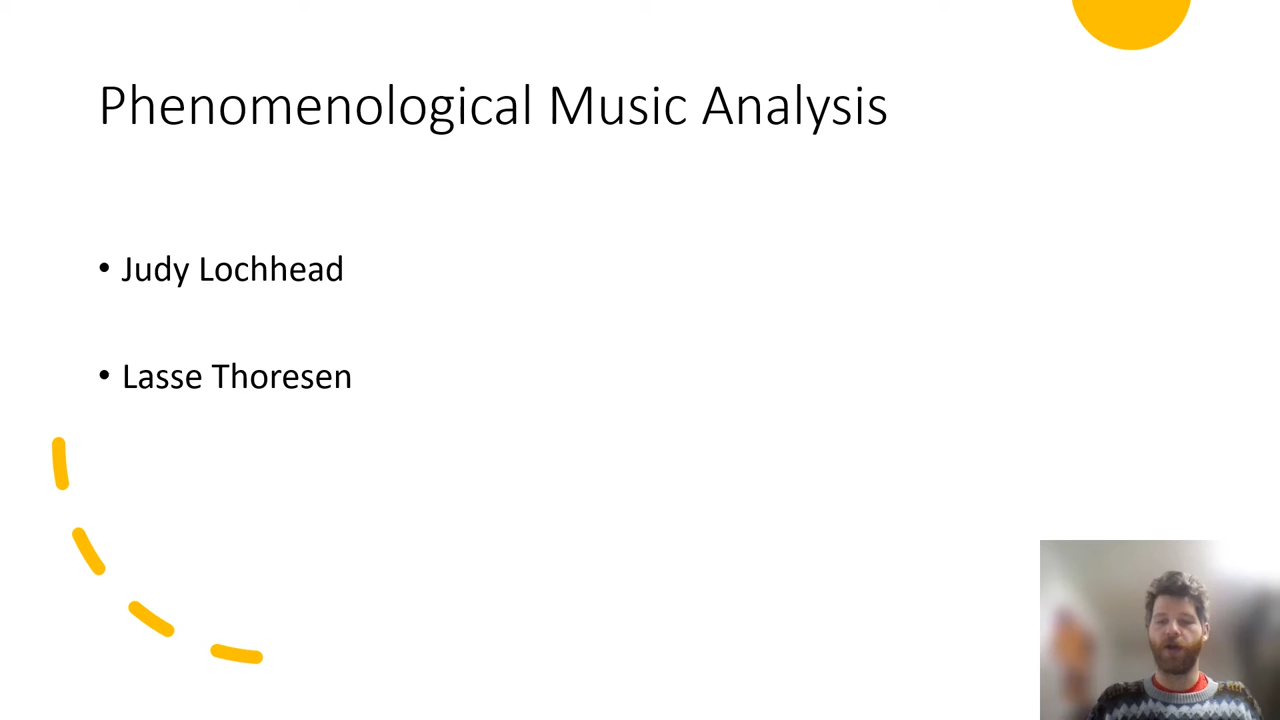 Phenomenological Music Analysis
• Judy Lochhead
• Lasse Thoresen